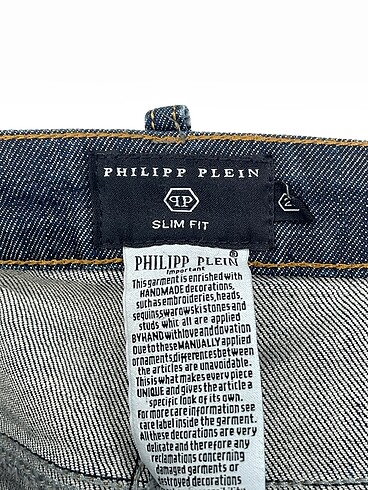 PHILIPP PLEIN
SLIM FIT
PHILIPP PLEIN®
Important
This garment is enriched with
HANDMADE decorations,
such as embroideries, heads,
sequins swarowski stones and
studs whic all are applied
BY HAND with love and dovation
Due to these MANUALLY applied
ornaments, differences between
the articles are unavoidable.
This is what makes every piece
UNIQUE and gives the article a
specific look of its own.
For more care information see
care label inside the garment.
All these decorations are very
delicate and therefore any
reclamations concerning
damaged garments or
destroyed decorations